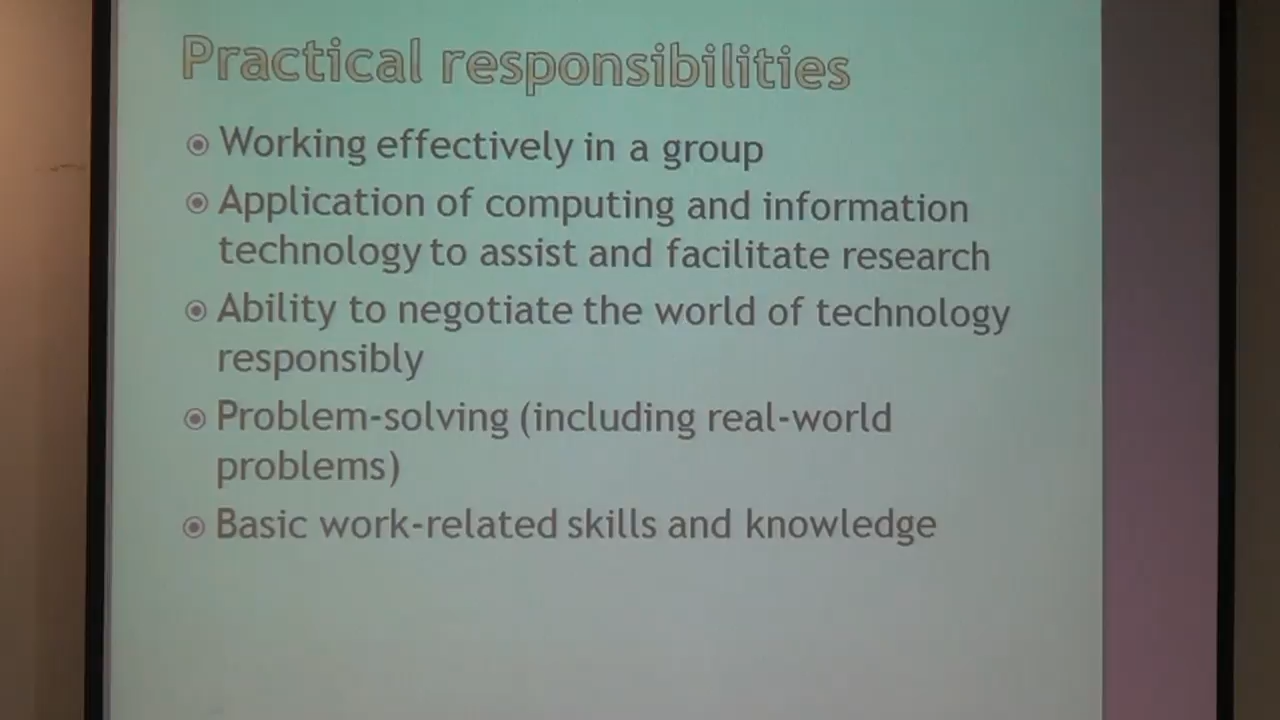 Practical responsibilities
Working effectively in a group
Application of computing and information
technology to assist and facilitate research
Ability to negotiate the world of technology
responsibly
Problem-solving (including real-world
problems)
Basic work-related skills and knowledge